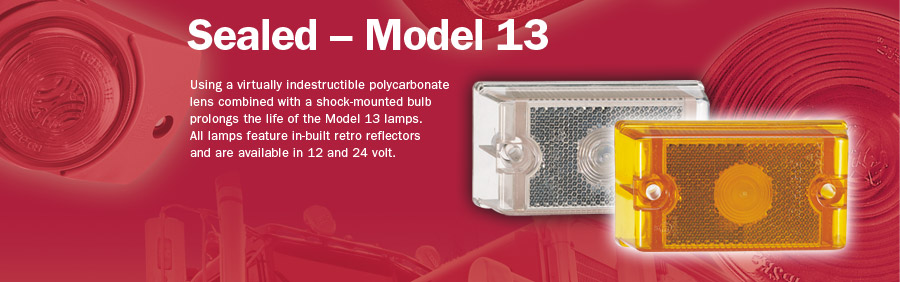 Sealed – Model 13
Using a virtually indestructible polycarbonate
lens combined with a shock-mounted bulb
prolongs the life of the Model 13 lamps.
All lamps feature in-built retro reflectors
and are available in 12 and 24 volt.